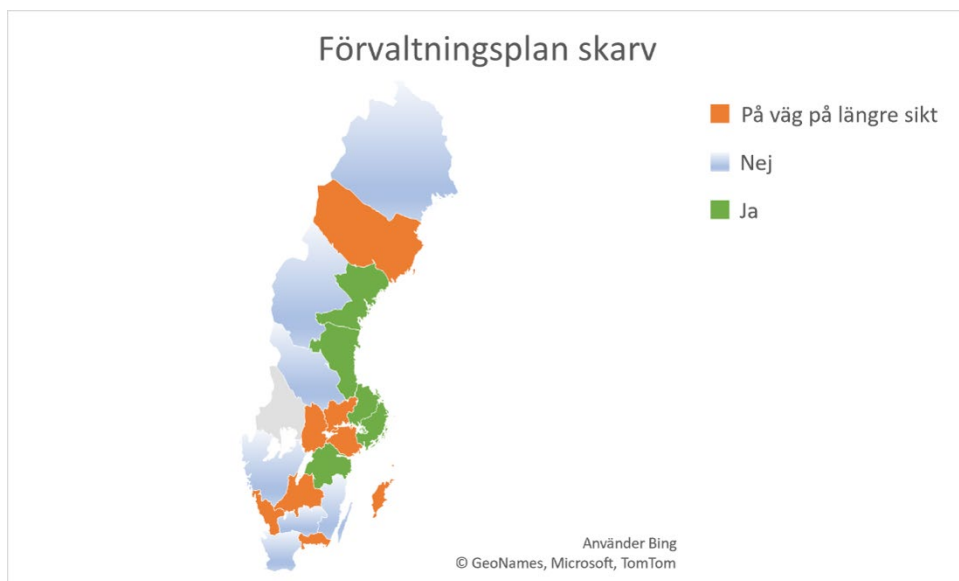 Förvaltningsplan skarv
På väg på längre sikt
Nej
Ja
Använder Bing
© GeoNames, Microsoft, TomTom